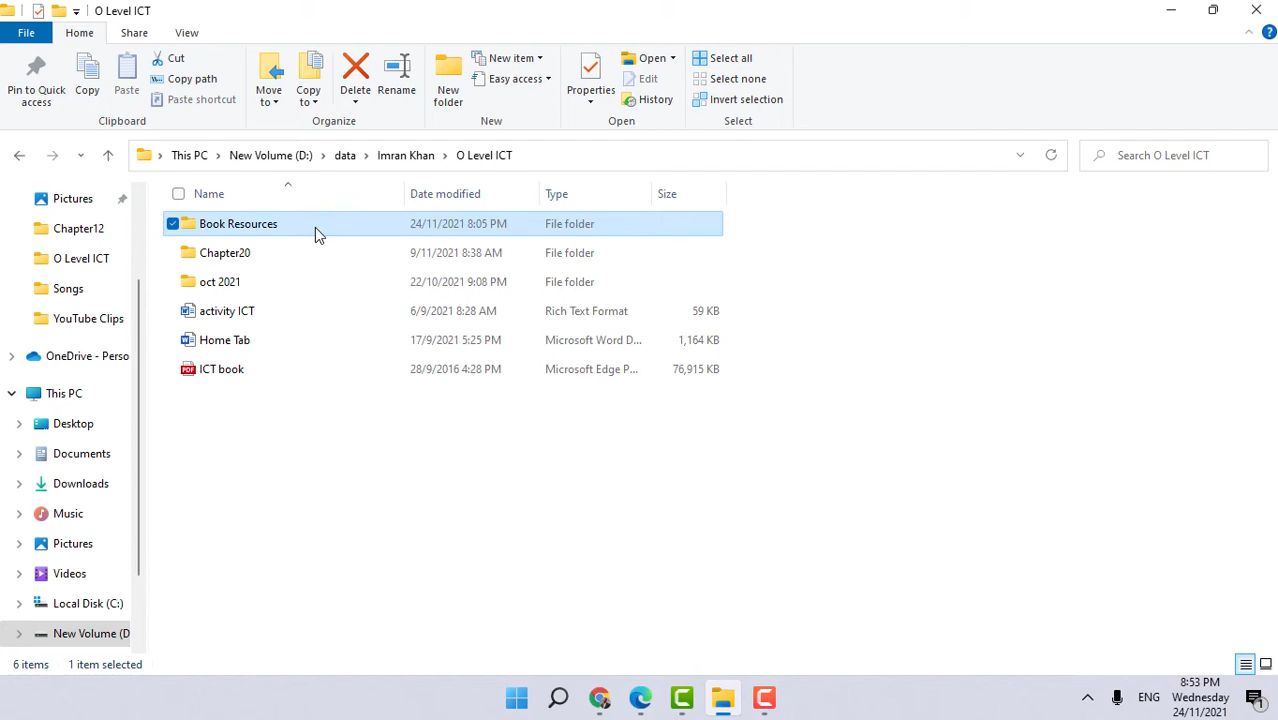 O Level ICT
File Home Share View
Pin to Quick access
Copy
Paste
Cut
Copy path
Paste shortcut
Clipboard
Move to
Copy to
Delete
Rename
Organize
New folder
New item
Easy access
New
Properties
Open
Edit
History
Open
Select all
Select none
Invert selection
Select
This PC New Volume (D:) data Imran Khan O Level ICT
Search O Level ICT
Pictures
Chapter12
O Level ICT
Songs
YouTube Clips
OneDrive - Perso
This PC
Desktop
Documents
Downloads
Music
Pictures
Videos
Local Disk (C:)
New Volume (D
Name Date modified Type Size
Book Resources 24/11/2021 8:05 PM File folder
Chapter20 9/11/2021 8:38 AM File folder
oct 2021 22/10/2021 9:08 PM File folder
activity ICT 6/9/2021 8:28 AM Rich Text Format 59 KB
Home Tab 17/9/2021 5:25 PM Microsoft Word D... 1,164 KB
PDF ICT book 28/9/2016 4:28 PM Microsoft Edge P... 76,915 KB
6 items 1 item selected
ENG
8:53 PM
Wednesday
24/11/2021
1